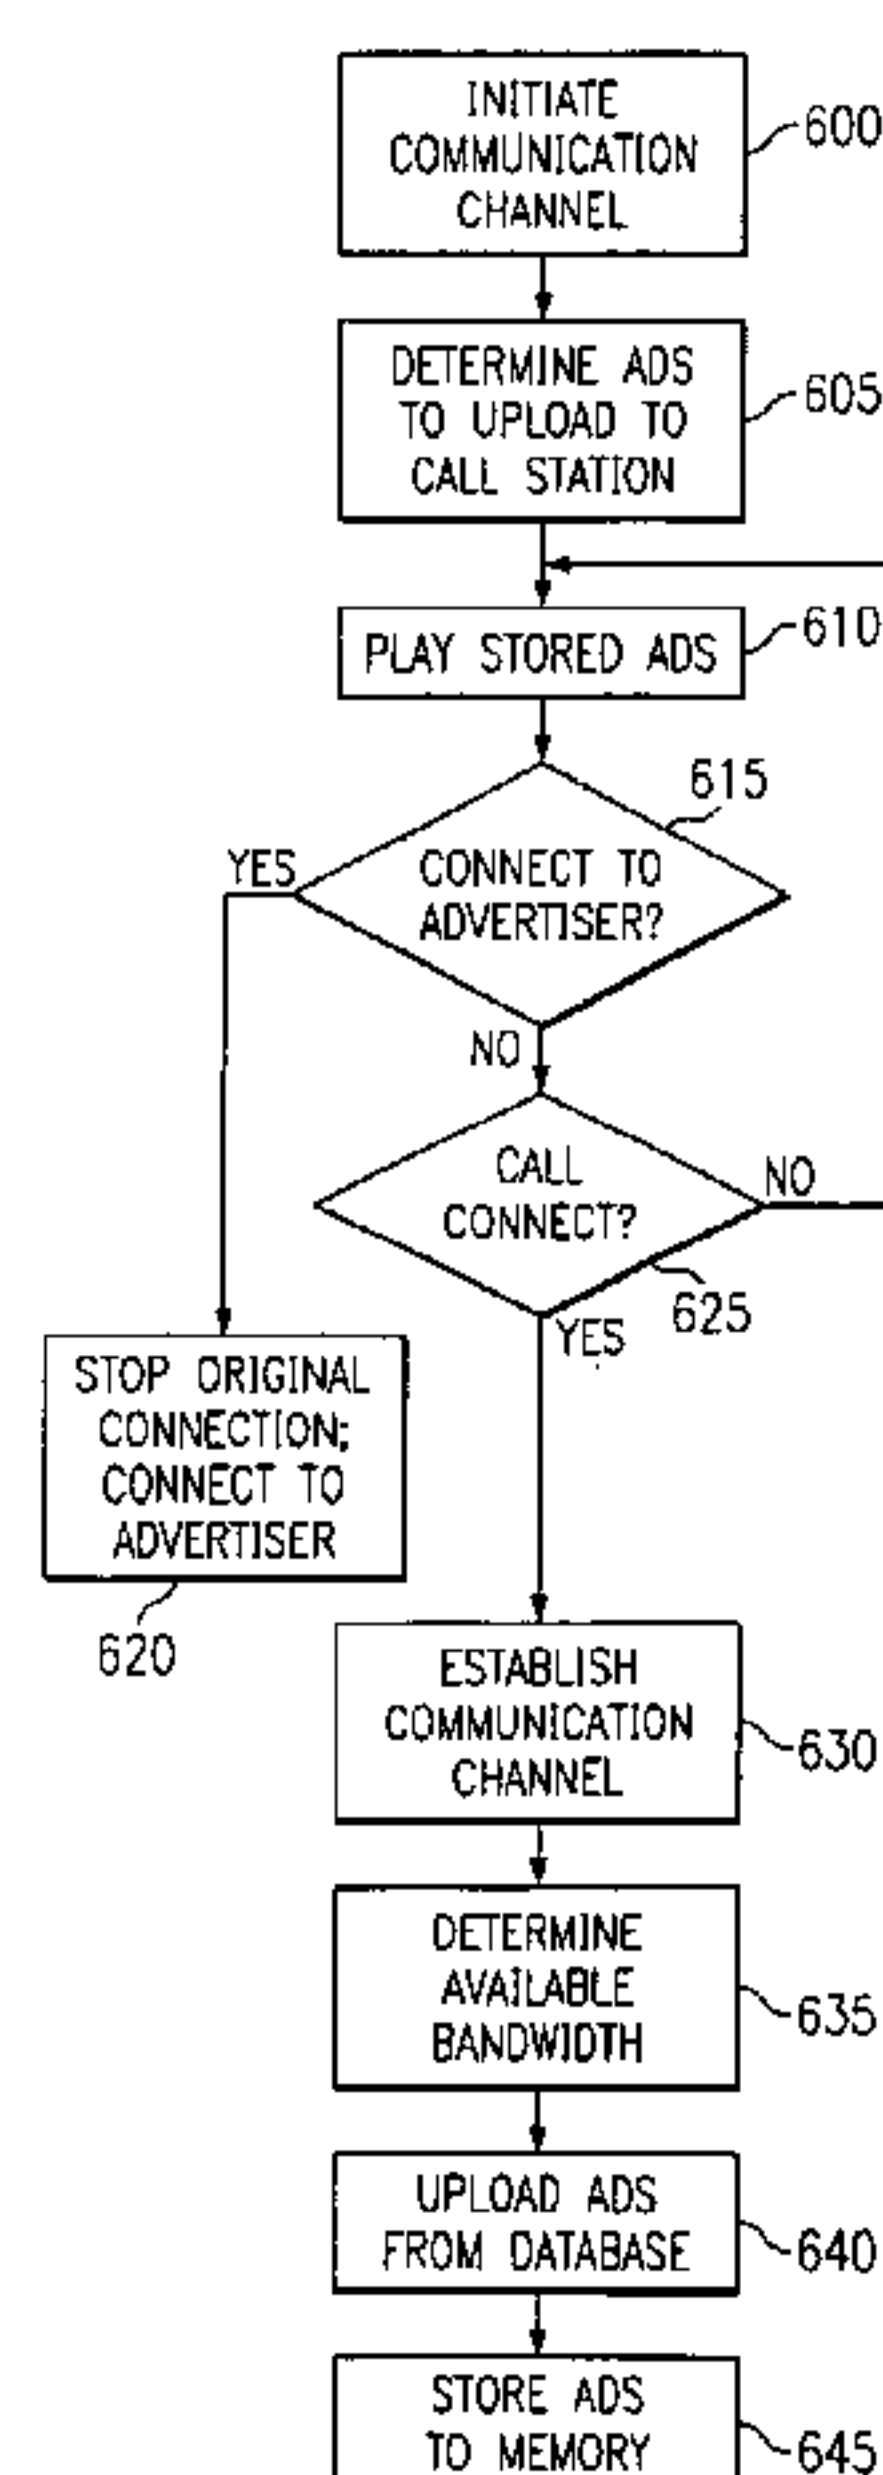 INITIATE
COMMUNICATION
CHANNEL
600
DETERMINE ADS
TO UPLOAD TO
CALL STATION
605
PLAY STORED ADS
610
615
YES
CONNECT TO
ADVERTISER?
NO
CALL
CONNECT?
NO
625
YES
STOP ORIGINAL
CONNECTION;
CONNECT TO
ADVERTISER
620
ESTABLISH
COMMUNICATION
CHANNEL
630
DETERMINE
AVAILABLE
BANDWIDTH
635
UPLOAD ADS
FROM DATABASE
640
STORE ADS
TO MEMORY
645